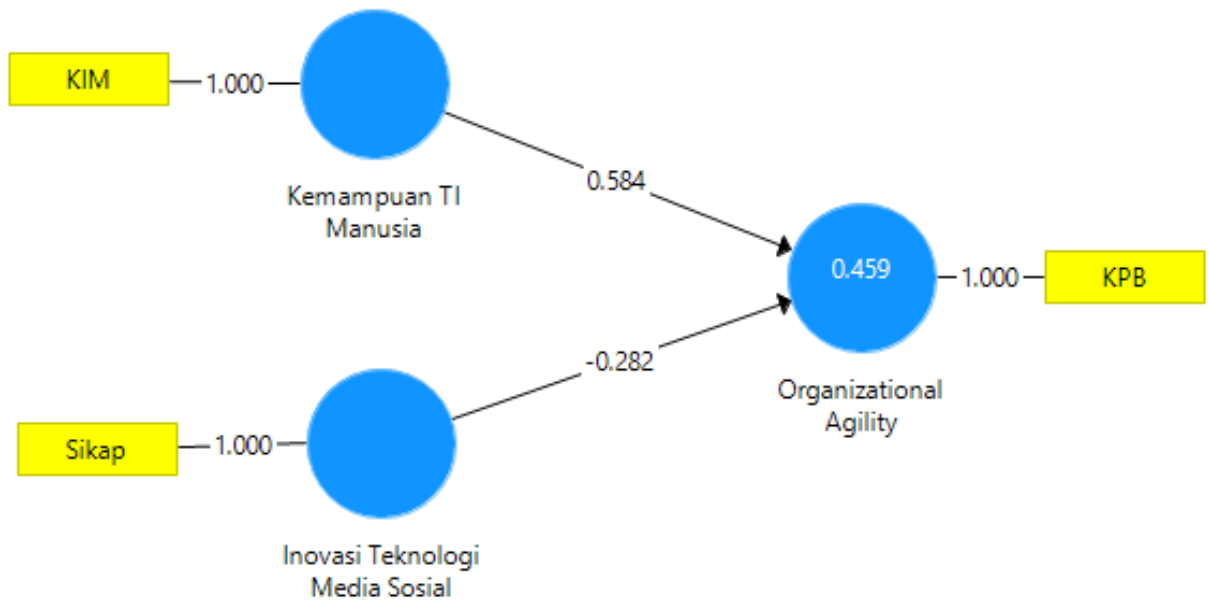 KIM
1.000
Kemampuan TI
Manusia
0.584
0.459
1.000
KPB
Organizational
Agility
-0.282
Sikap
1.000
Inovasi Teknologi
Media Sosial